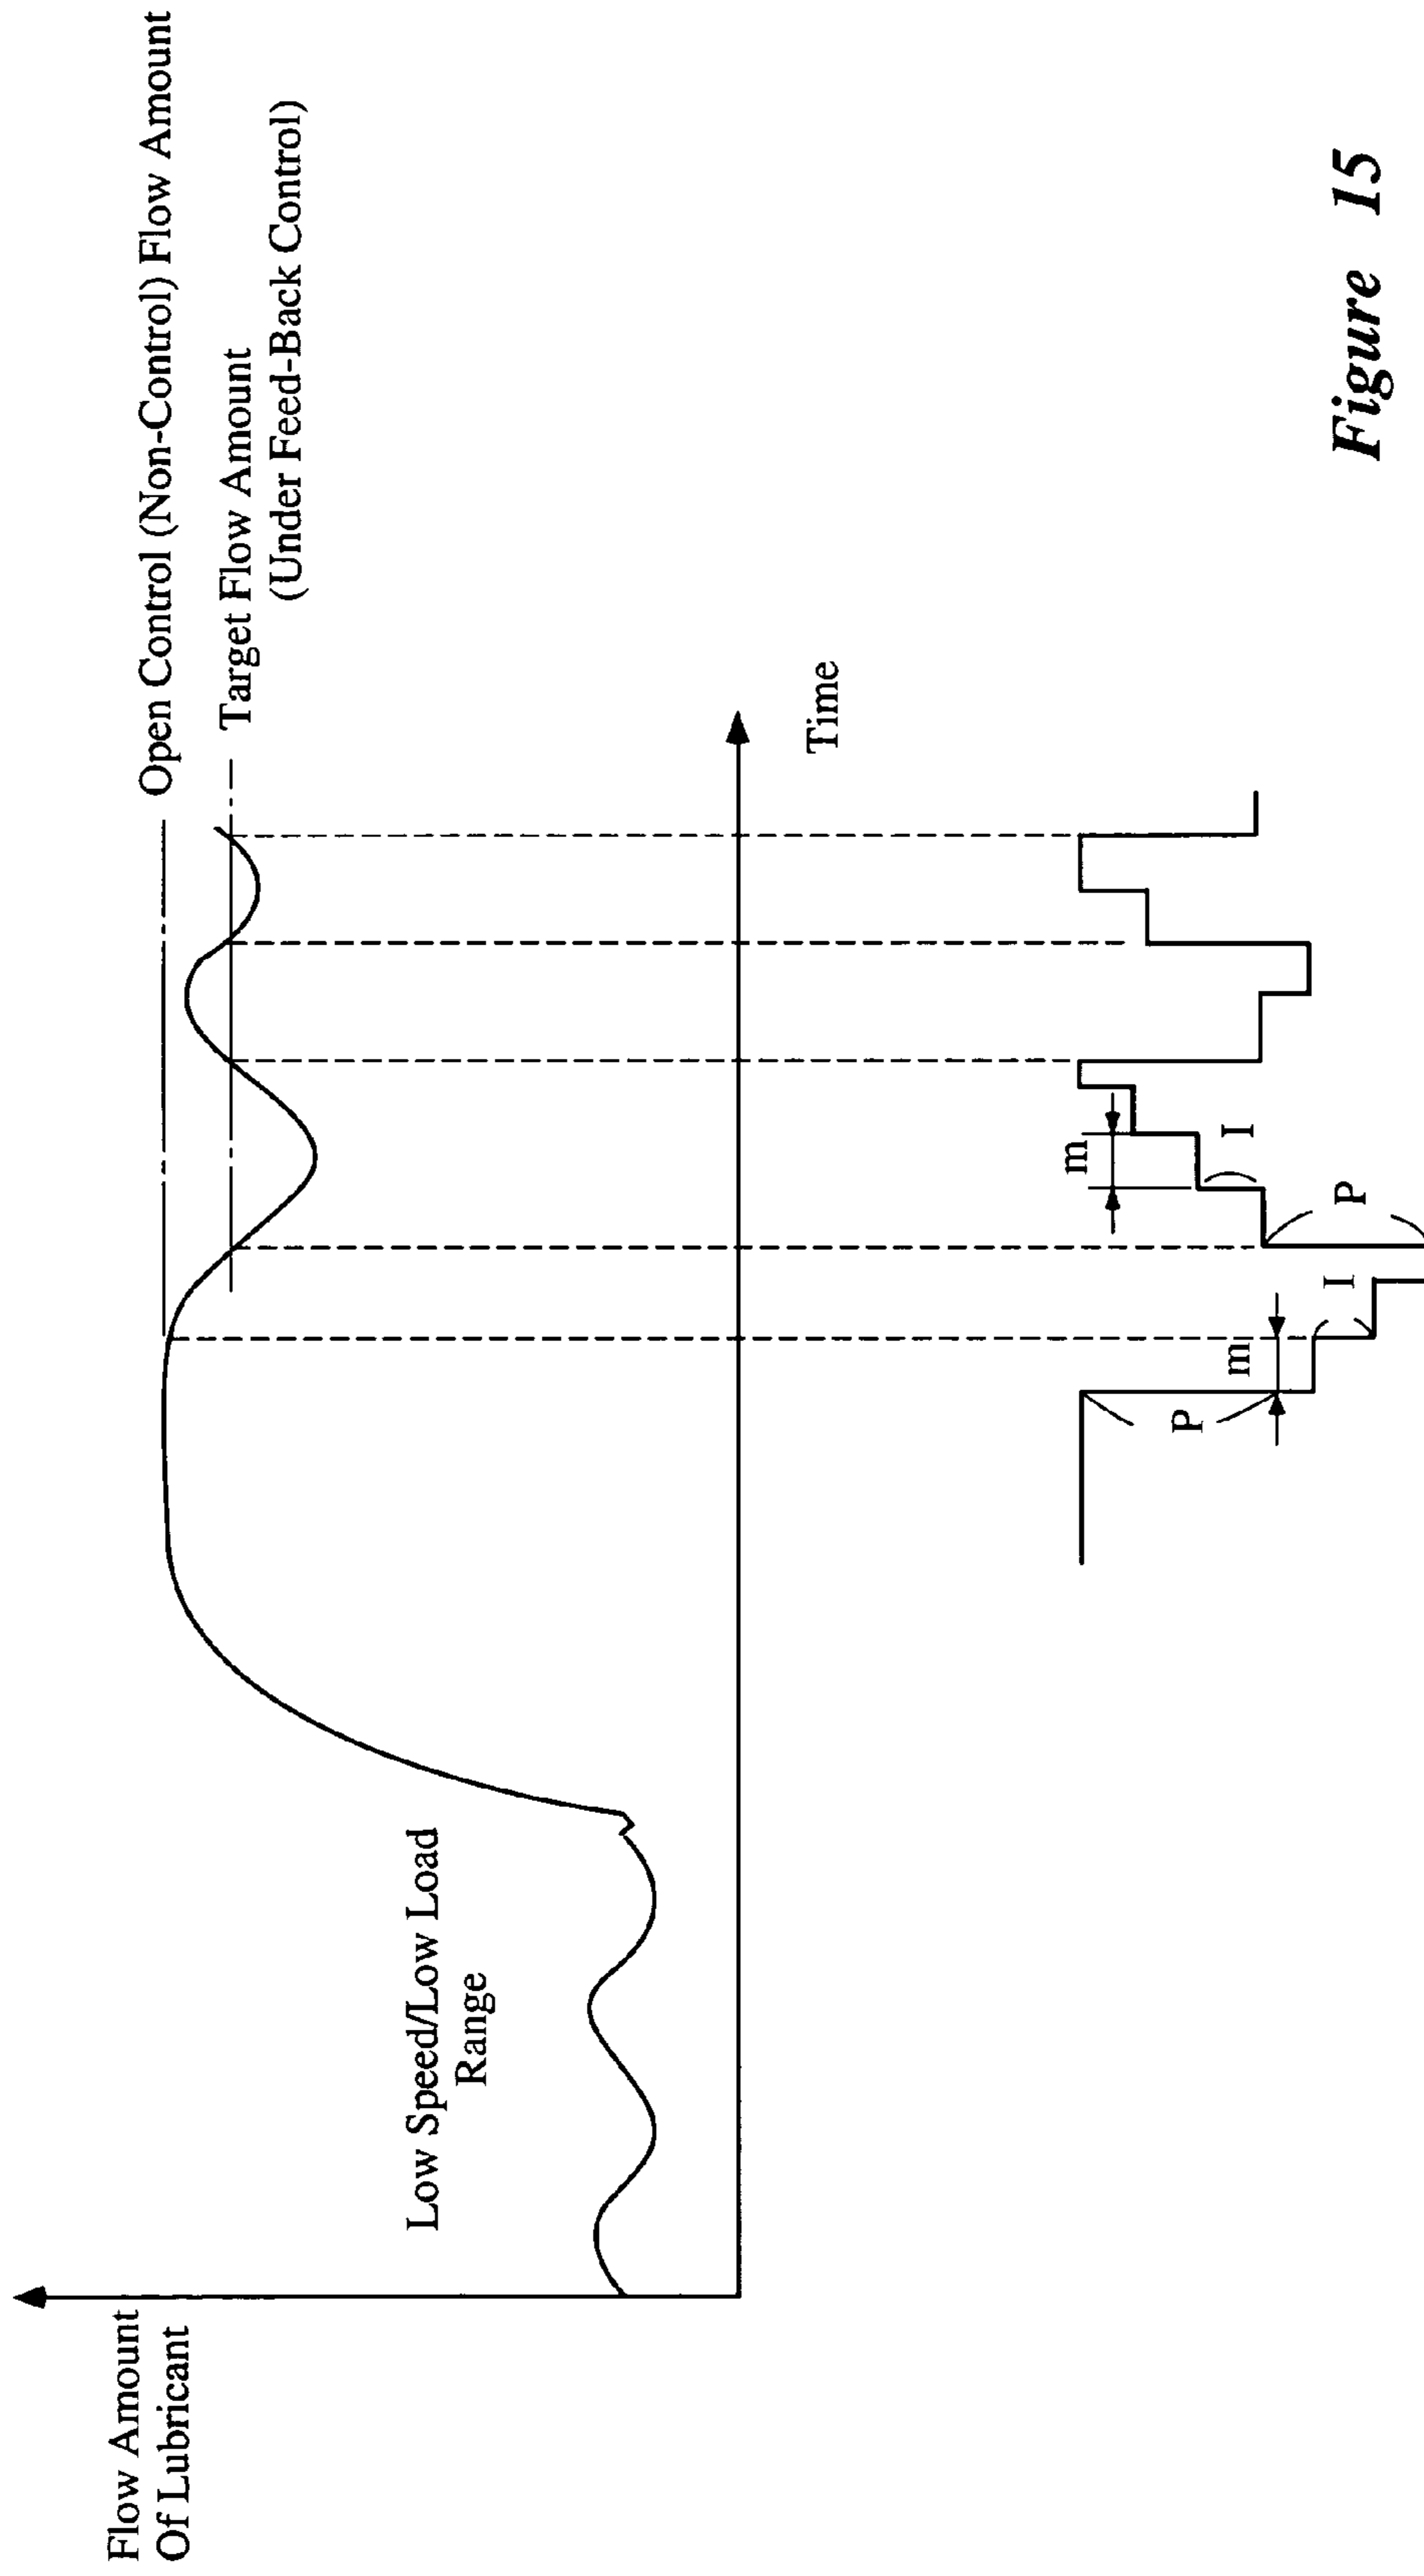 Flow Amount
Of Lubricant
Open Control (Non-Control) Flow Amount
Target Flow Amount
(Under Feed-Back Control)
Low Speed/Low Load
Range
Time
P
m
I
P
I
m
Figure 15